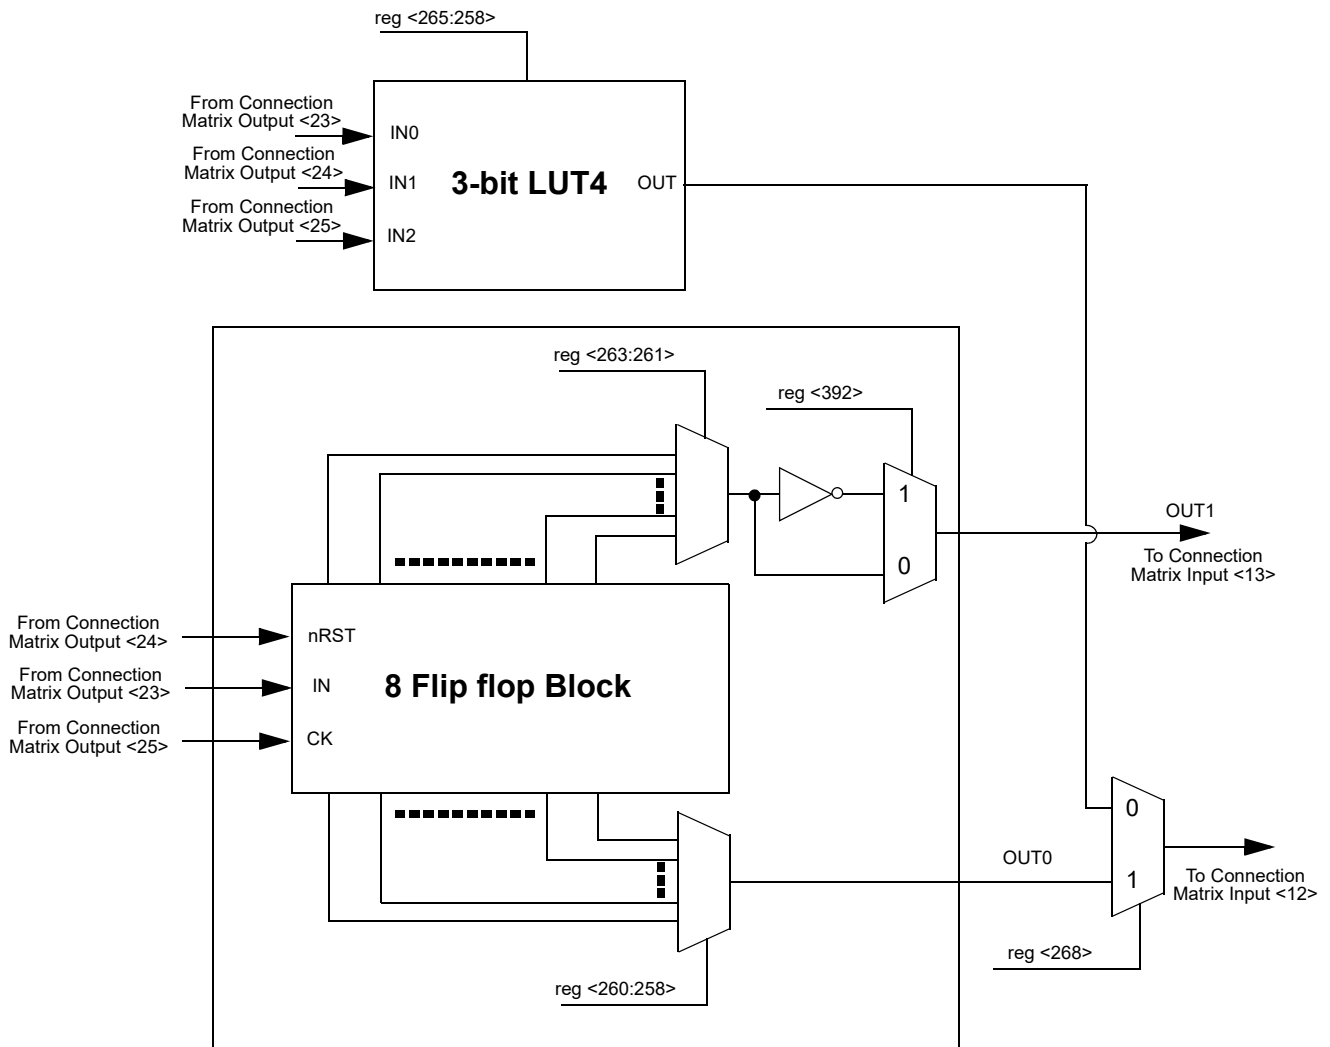 reg <265:258>
From Connection
Matrix Output <23>
IN0
From Connection
Matrix Output <24>
IN1
3-bit LUT4
OUT
From Connection
Matrix Output <25>
IN2
reg <263:261>
reg <392>
1
0
OUT1
To Connection
Matrix Input <13>
From Connection
Matrix Output <24>
nRST
From Connection
Matrix Output <23>
IN
8 Flip flop Block
From Connection
Matrix Output <25>
CK
0
OUT0
1
To Connection
Matrix Input <12>
reg <268>
reg <260:258>